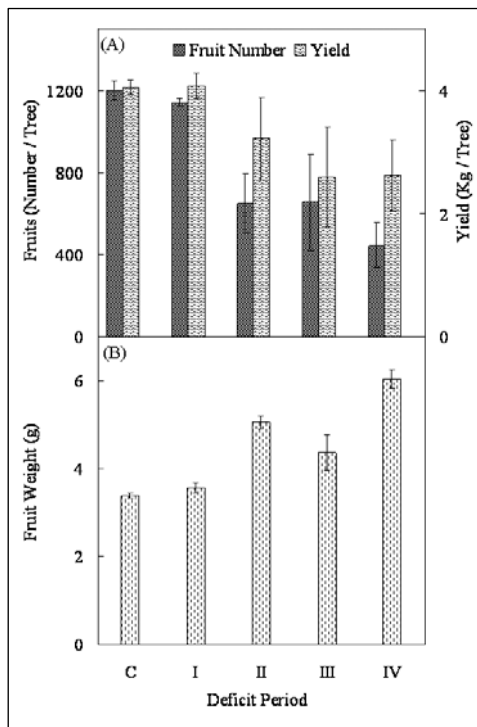 (A)
Fruit Number
Yield
Fruits (Number / Tree)
1200
800
400
0
Yield (Kg / Tree)
4
2
0
(B)
Fruit Weight (g)
6
4
2
0
C I II III IV
Deficit Period